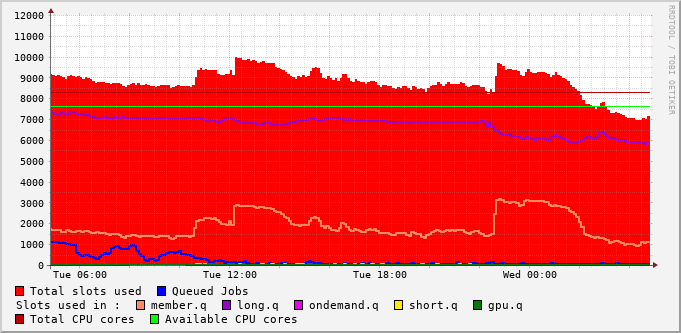 12000
11000
10000
9000
8000
7000
6000
5000
4000
3000
2000
1000
0
Tue 06:00 Tue 12:00 Tue 18:00 Wed 00:00
RRDTOOL / TOBI OETIKER
Total slots used Queued Jobs
Slots used in : member.q long.q ondemand.q short.q gpu.q
Total CPU cores Available CPU cores